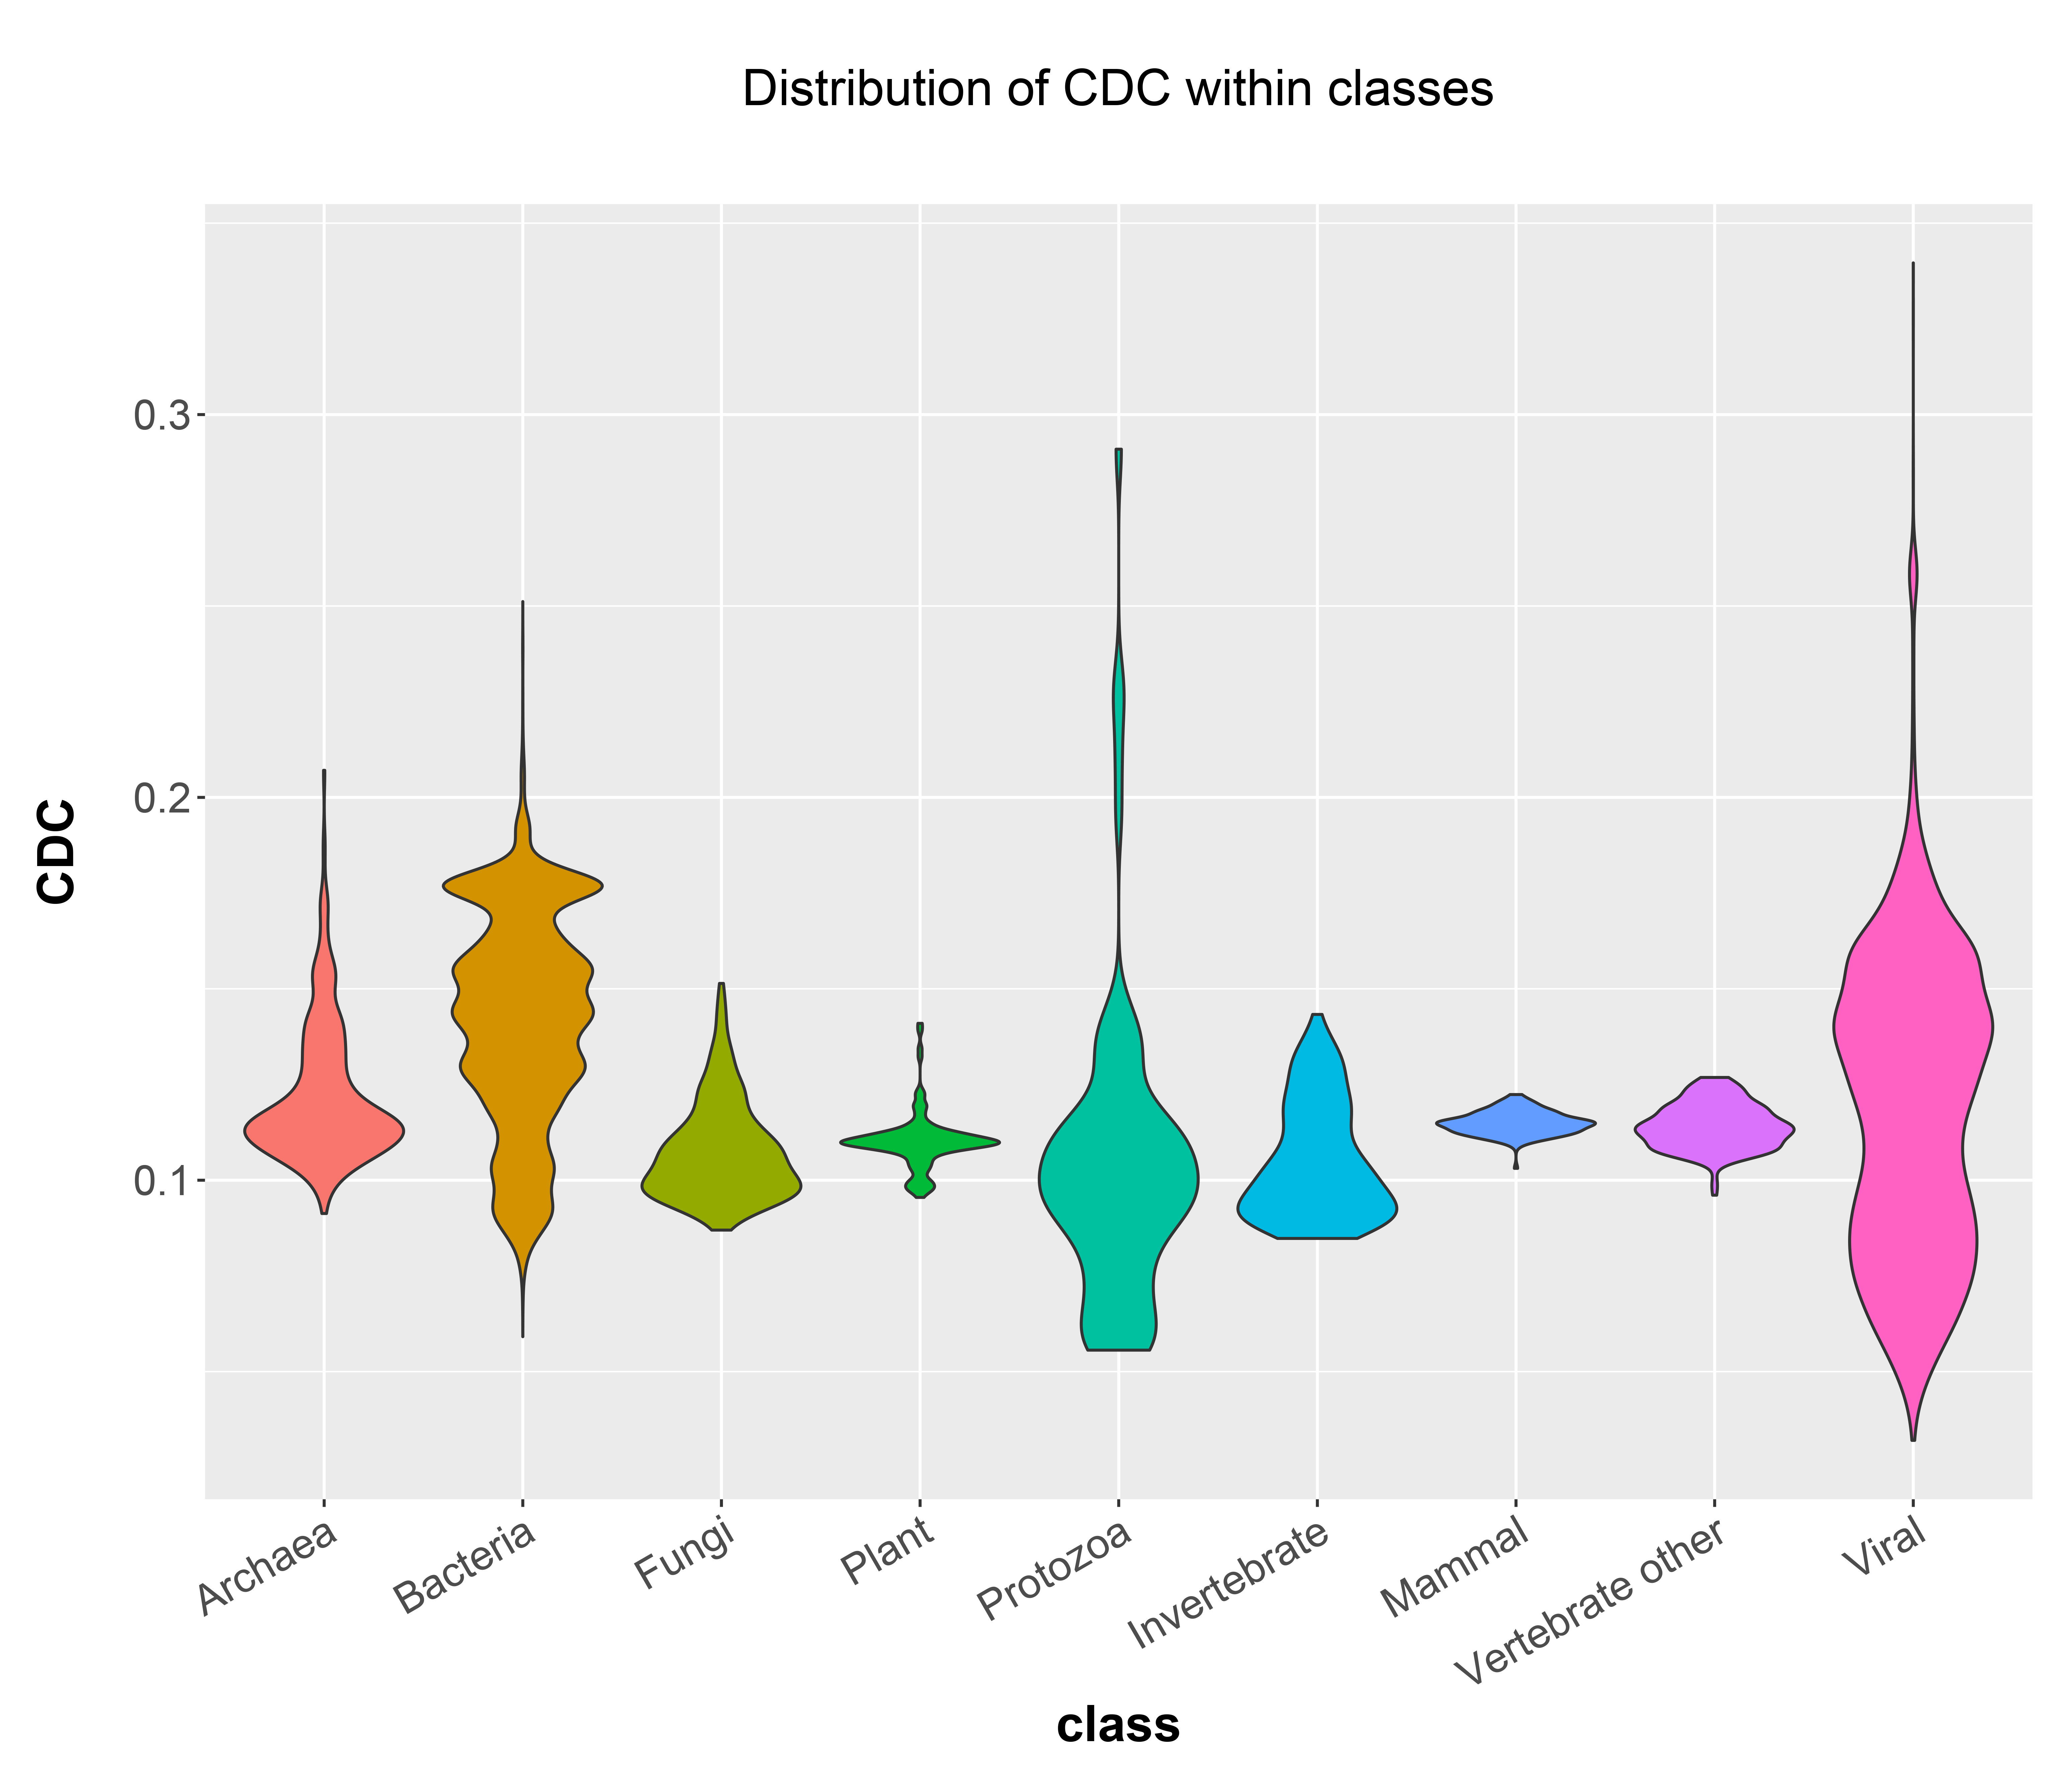 Distribution of CDC within classes
CDC
0.3
0.2
0.1
Archaea
Bacteria
Fungi
Plant
Protozoa
Invertebrate
Mammal
Vertebrate other
Viral
class